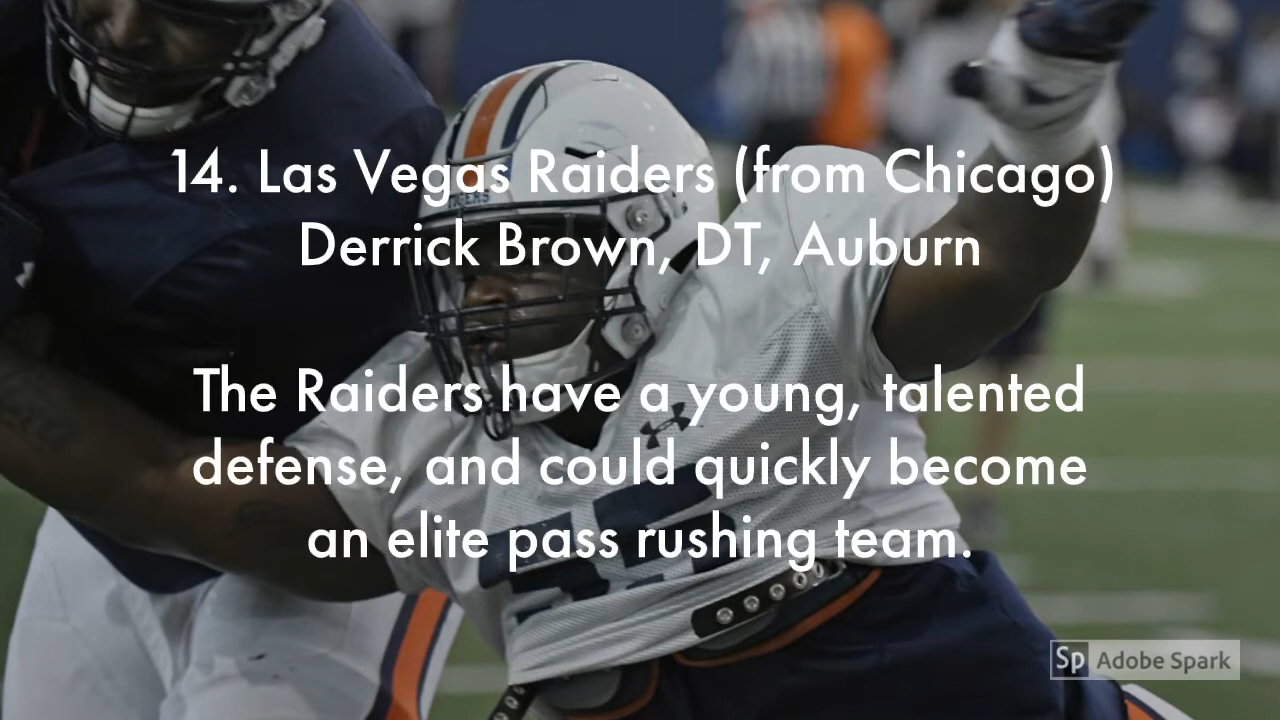 14. Las Vegas Raiders (from Chicago)
Derrick Brown, DT, Auburn
The Raiders have a young, talented
defense, and could quickly become
an elite pass rushing team.
TIGERS
Sp Adobe Spark